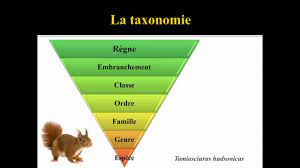 La taxonomie
Règne
Embranchement
Classe
Ordre
Famille
Genre
Espèce
Tamiasciurus hudsonicus